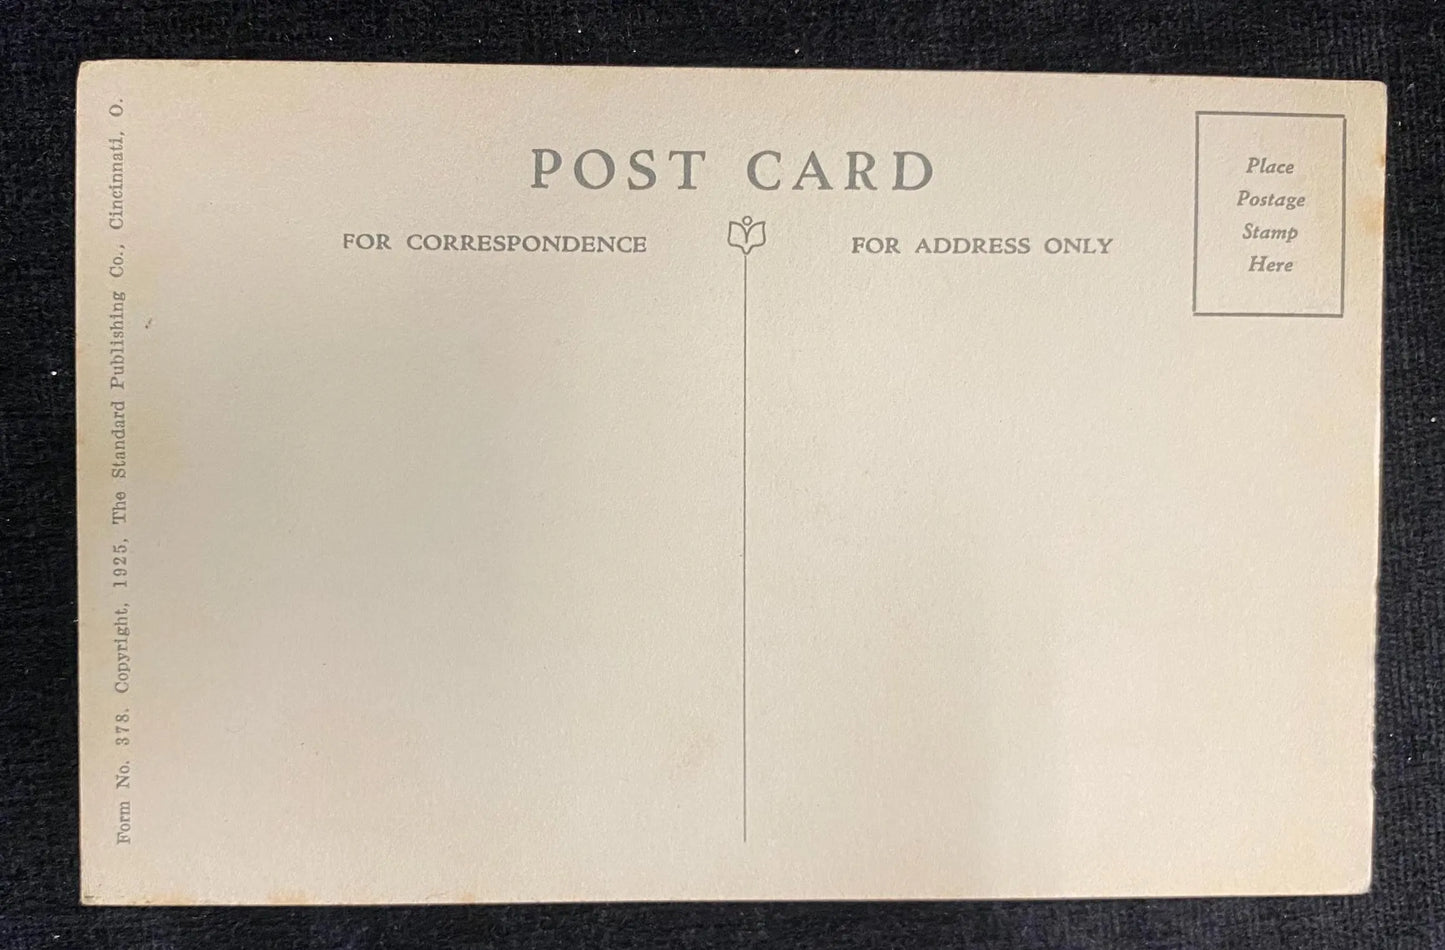 POST CARD
FOR CORRESPONDENCE
FOR ADDRESS ONLY
Place
Postage
Stamp
Here
Form No. 378. Copyright, 1925, The Standard Publishing Co., Cincinnati, O.